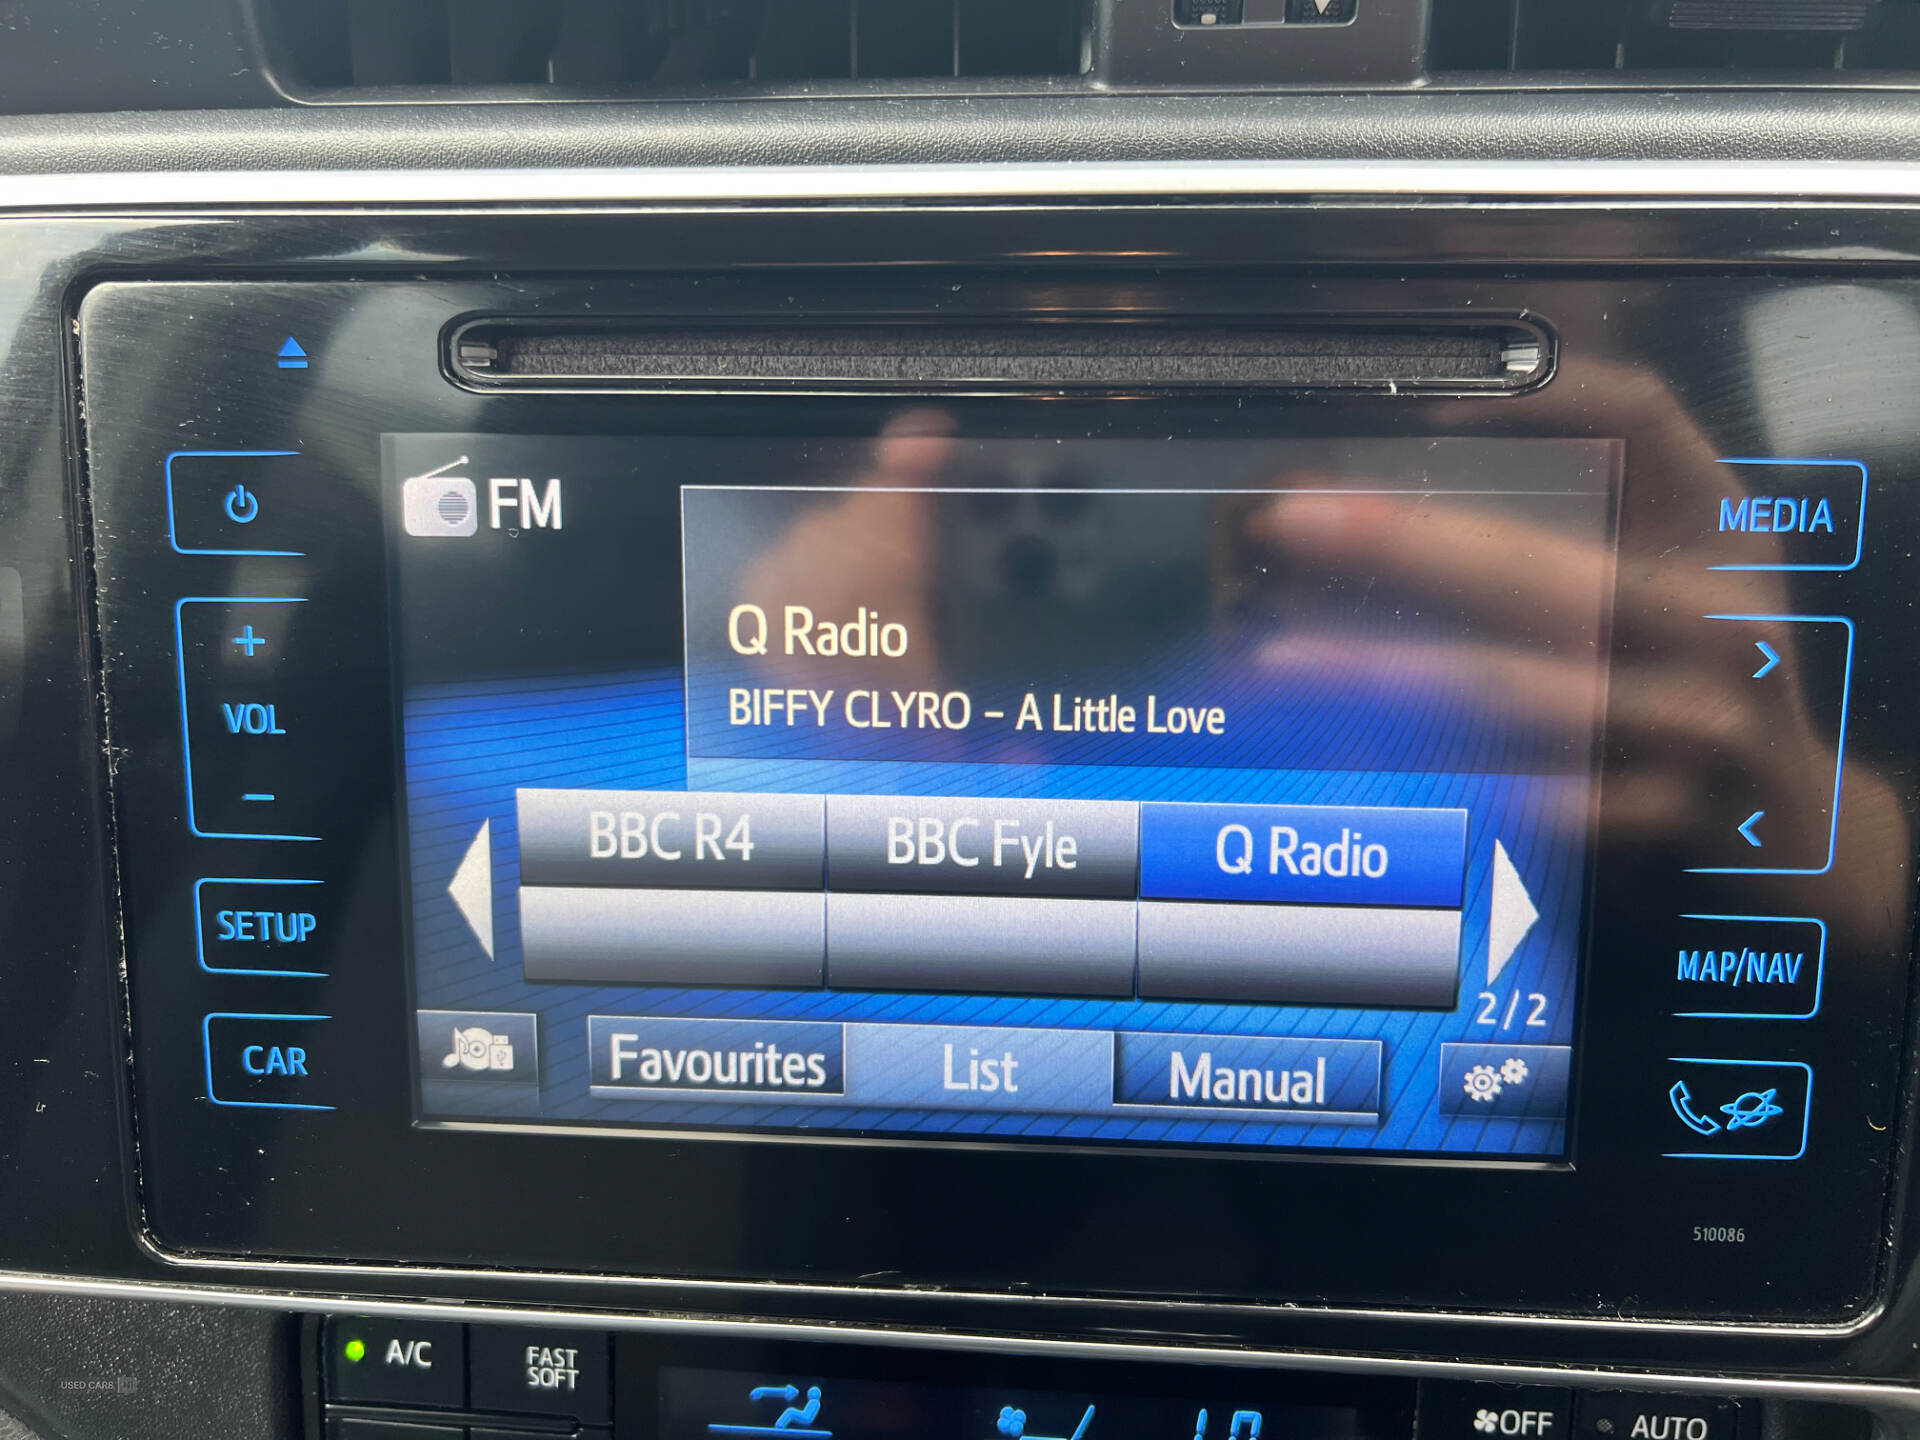 FM
MEDIA
Q Radio
BIFFY CLYRO – A Little Love
+
VOL
−
BBC R4
BBC Fyle
Q Radio
SETUP
MAP/NAV
2/2
CAR
Favourites
List
Manual
510086
A/C
FAST
SOFT
OFF
AUTO
USED CARS NI